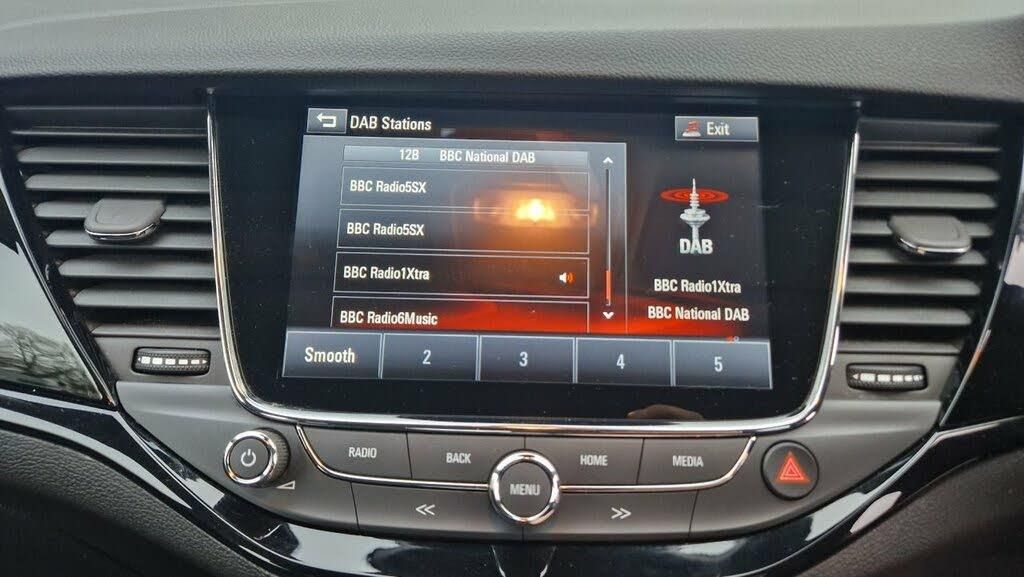 DAB Stations
Exit
12B BBC National DAB
BBC Radio5SX
BBC Radio5SX
BBC Radio1Xtra
BBC Radio6Music
DAB
BBC Radio1Xtra
BBC National DAB
Smooth 2 3 4 5
RADIO BACK HOME MEDIA
MENU